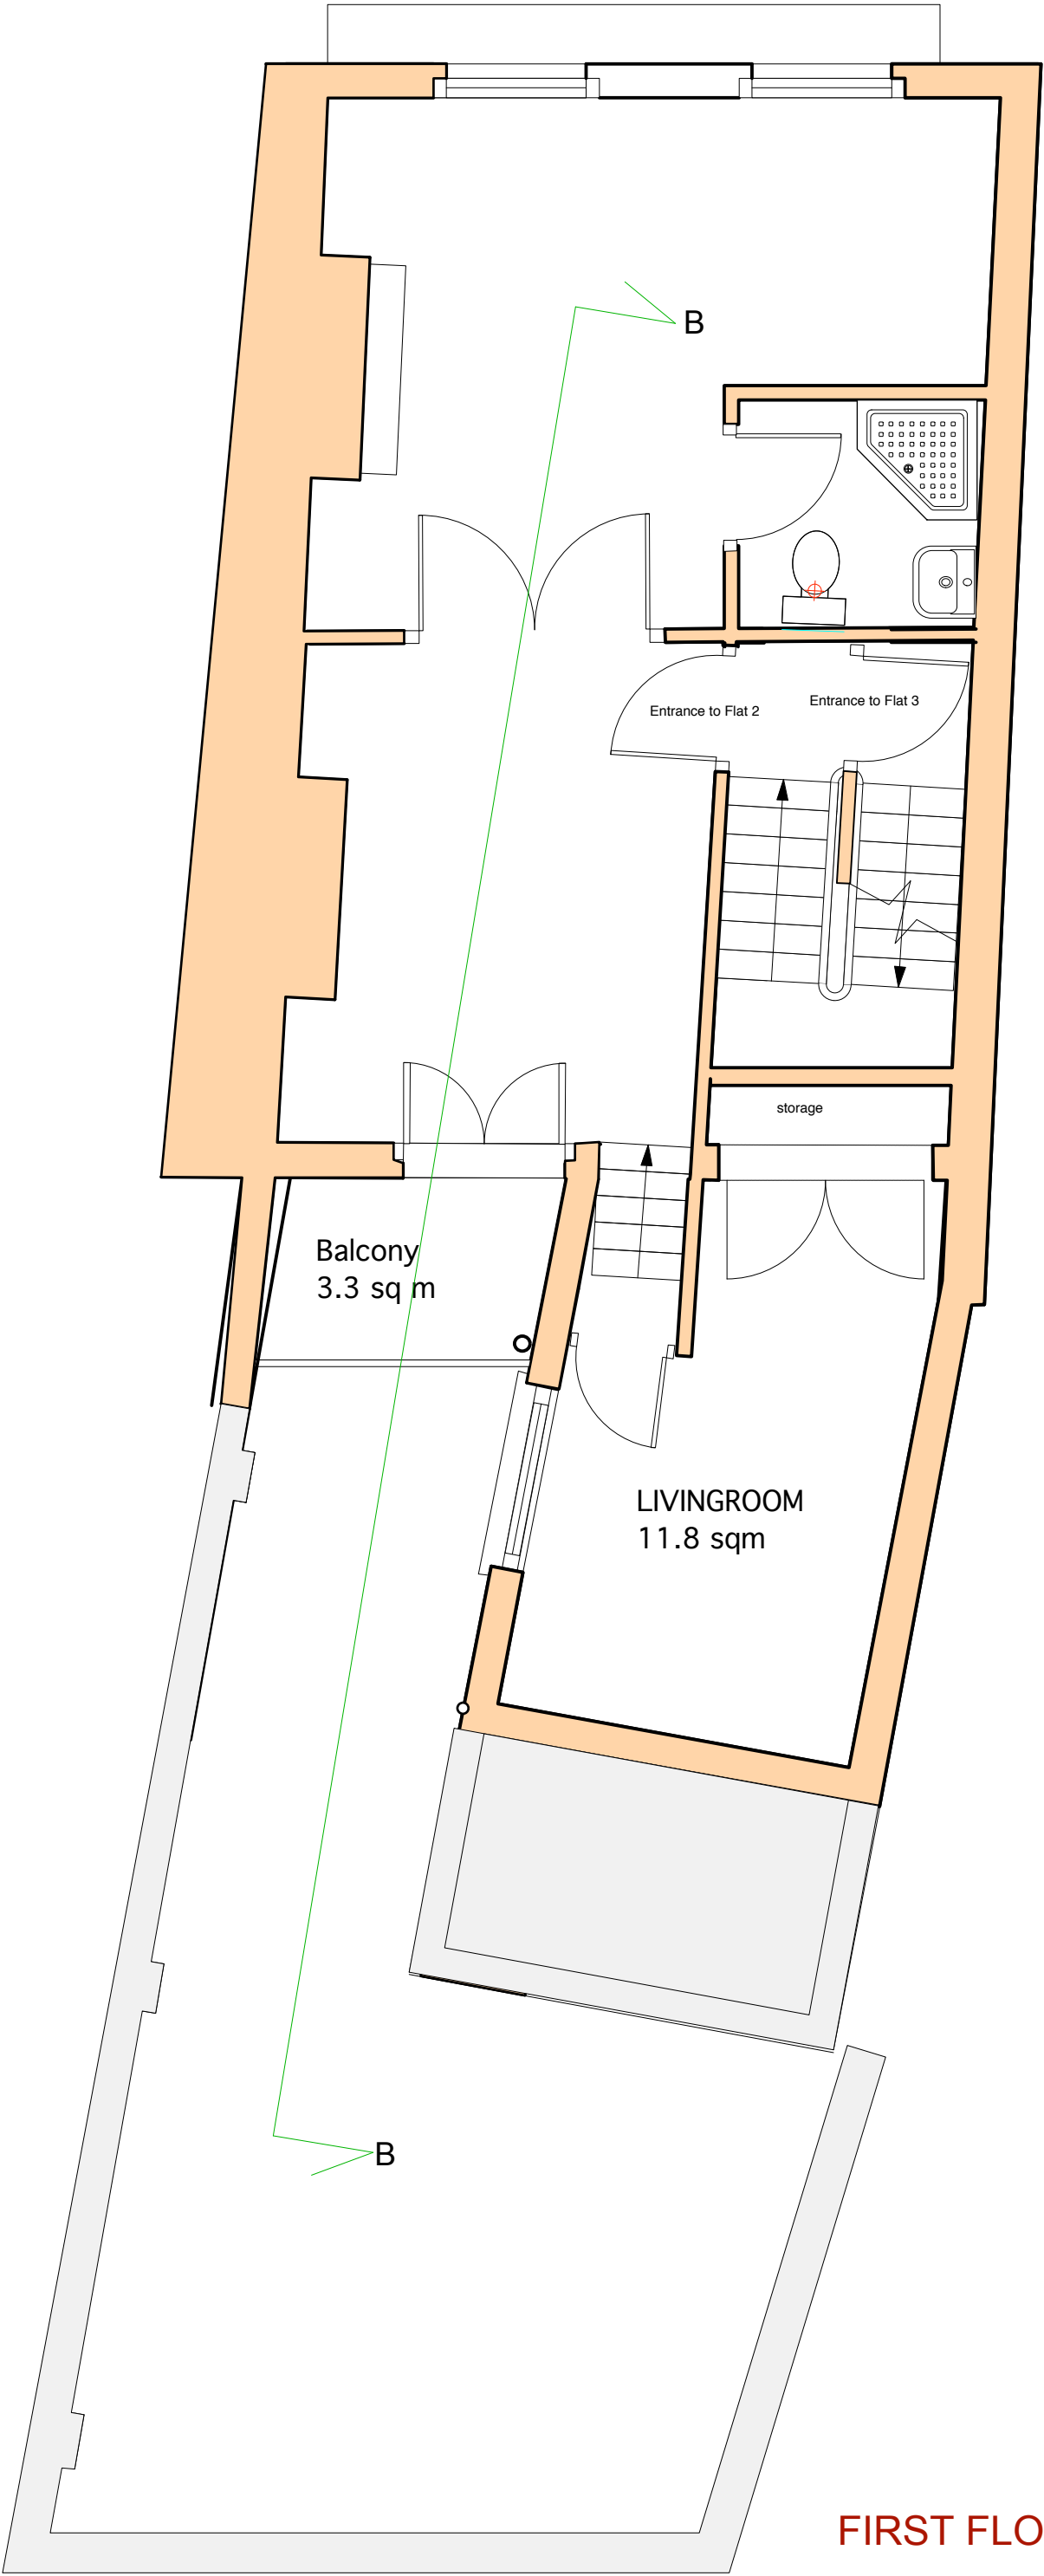 B
Entrance to Flat 2
Entrance to Flat 3
storage
Balcony
3.3 sq m
LIVINGROOM
11.8 sqm
B
FIRST FLO